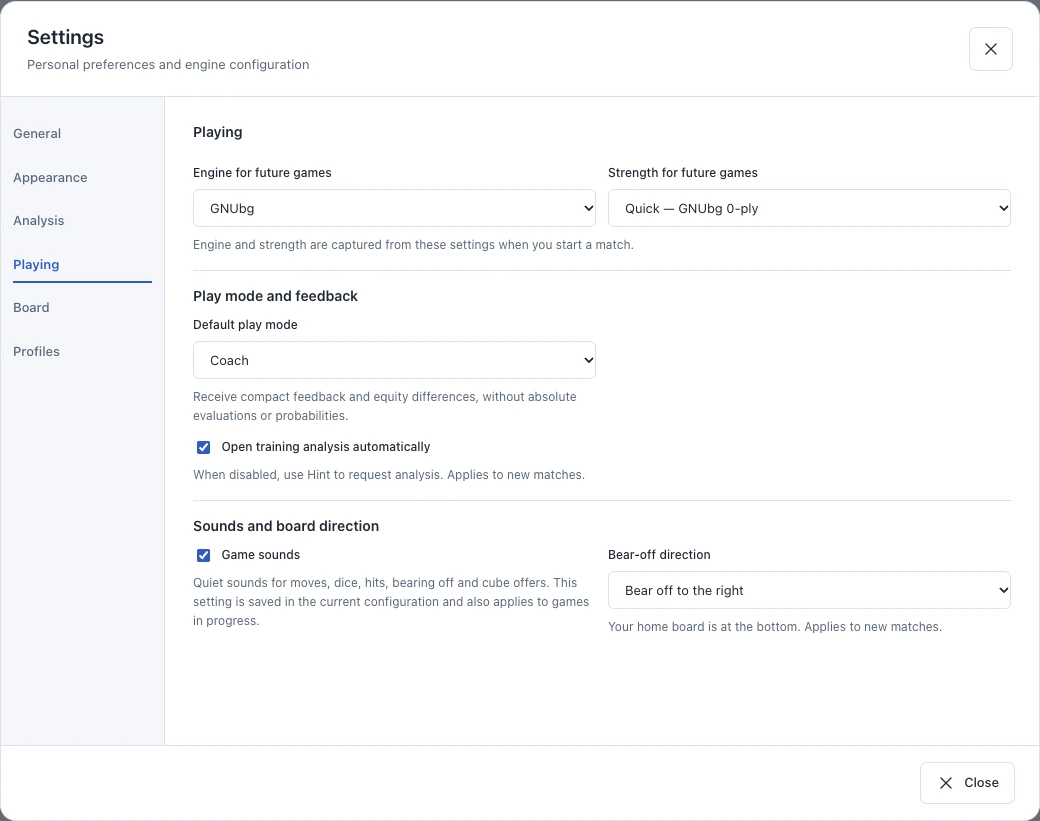 Settings
Personal preferences and engine configuration
General
Appearance
Analysis
Playing
Board
Profiles
Playing
Engine for future games
GNUbg
Strength for future games
Quick — GNUbg 0-ply
Engine and strength are captured from these settings when you start a match.
Play mode and feedback
Default play mode
Coach
Receive compact feedback and equity differences, without absolute
evaluations or probabilities.
Open training analysis automatically
When disabled, use Hint to request analysis. Applies to new matches.
Sounds and board direction
Game sounds
Quiet sounds for moves, dice, hits, bearing off and cube offers. This
setting is saved in the current configuration and also applies to games
in progress.
Bear-off direction
Bear off to the right
Your home board is at the bottom. Applies to new matches.
Close